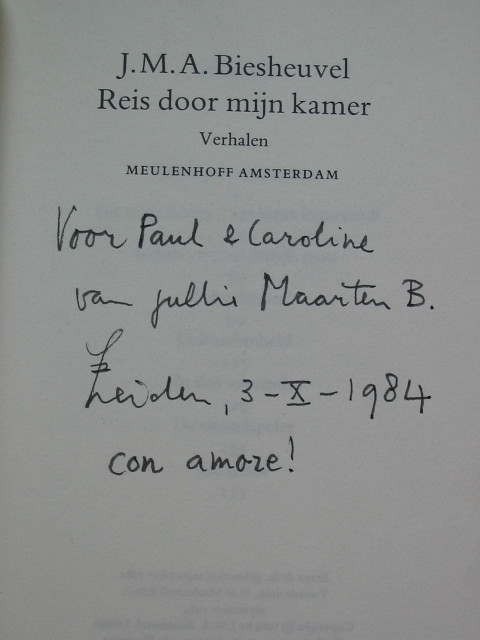 J.M.A. Biesheuvel
Reis door mijn kamer
Verhalen
MEULENHOFF AMSTERDAM
Voor Paul & Caroline
van jullie Maarten B.
Leiden, 3-X-1984
con amore!